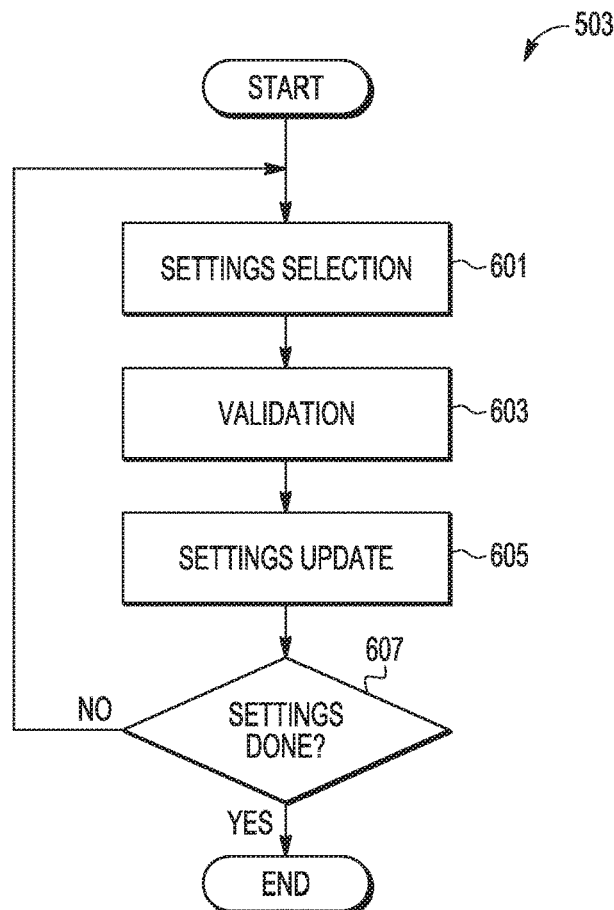 503
START
SETTINGS SELECTION
601
VALIDATION
603
SETTINGS UPDATE
605
607
SETTINGS
DONE?
NO
YES
END